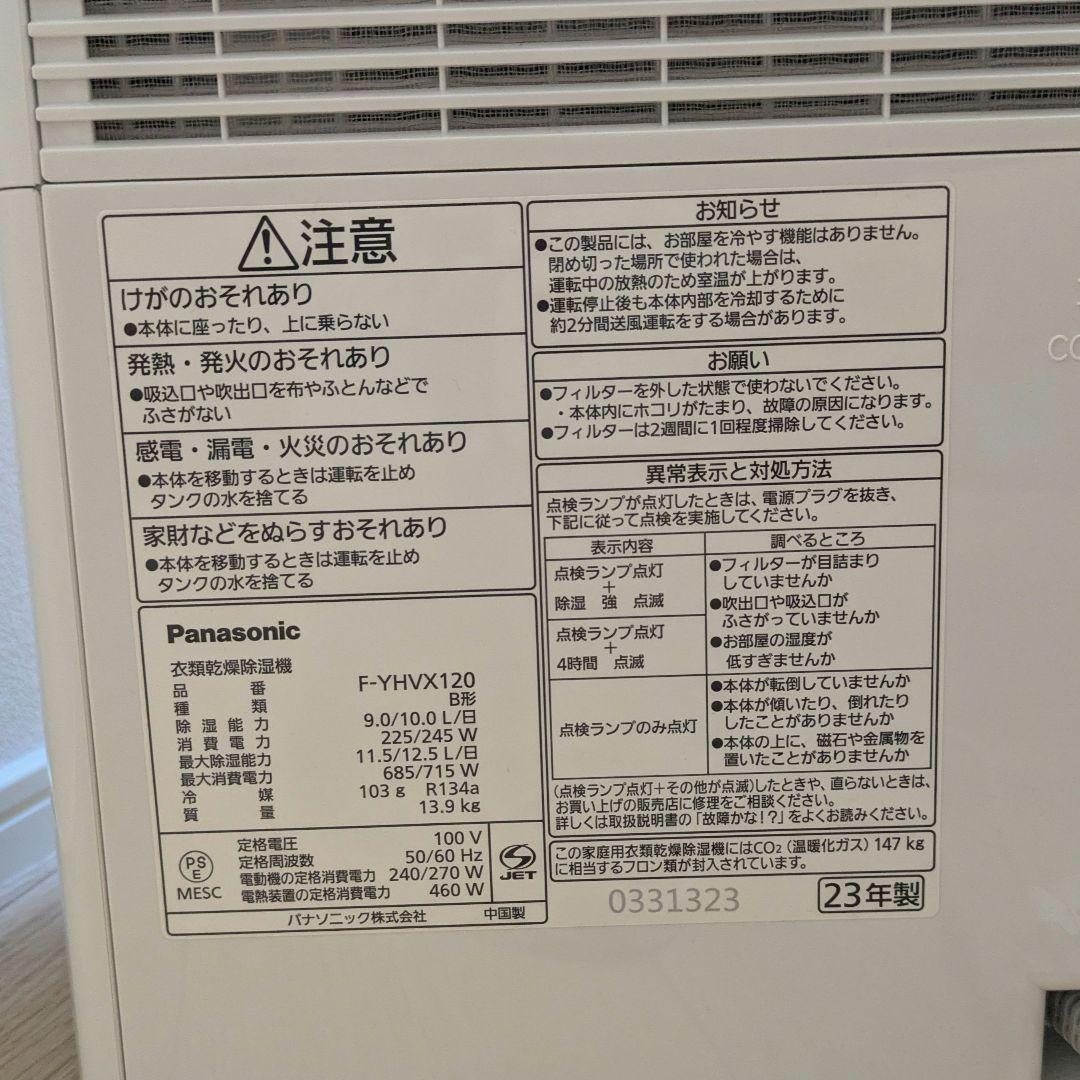 注意
けがのおそれあり
●本体に座ったり、上に乗らない
発熱・発火のおそれあり
●吸込口や吹出口を布やふとんなどで
ふさがない
感電・漏電・火災のおそれあり
●本体を移動するときは運転を止め
タンクの水を捨てる
家財などをぬらすおそれあり
●本体を移動するときは運転を止め
タンクの水を捨てる
Panasonic
衣類乾燥除湿機
品番 F-YHVX120
種類 B形
除湿能力 9.0/10.0 L/日
消費電力 225/245 W
最大除湿能力 11.5/12.5 L/日
最大消費電力 685/715 W
冷媒 103 g R134a
質量 13.9 kg
PS
E
MESC
定格電圧 100 V
定格周波数 50/60 Hz
電動機の定格消費電力 240/270 W
電熱装置の定格消費電力 460 W
JET
パナソニック株式会社 中国製
お知らせ
●この製品には、お部屋を冷やす機能はありません。
閉め切った場所で使われた場合は、
運転中の放熱のため室温が上がります。
●運転停止後も本体内部を冷却するために
約2分間送風運転をする場合があります。
お願い
●フィルターを外した状態で使わないでください。
・本体内にホコリがたまり、故障の原因になります。
●フィルターは2週間に1回程度掃除してください。
異常表示と対処方法
点検ランプが点灯したときは、電源プラグを抜き、
下記に従って点検を実施してください。
表示内容 調べるところ
点検ランプ点灯
+
除湿 強 点滅
点検ランプ点灯
+
4時間 点滅
●フィルターが目詰まり
していませんか
●吹出口や吸込口が
ふさがっていませんか
●お部屋の湿度が
低すぎませんか
点検ランプのみ点灯
●本体が転倒していませんか
●本体が傾いたり、倒れたり
したことがありませんか
●本体の上に、磁石や金属物を
置いたことがありませんか
(点検ランプ点灯+その他が点滅)したときや、直らないときは、
お買い上げの販売店に修理をご相談ください。
詳しくは取扱説明書の「故障かな!?」をよくお読みください。
この家庭用衣類乾燥除湿機にはCO₂(温暖化ガス)147 kg
に相当するフロン類が封入されています。
0331323
23年製